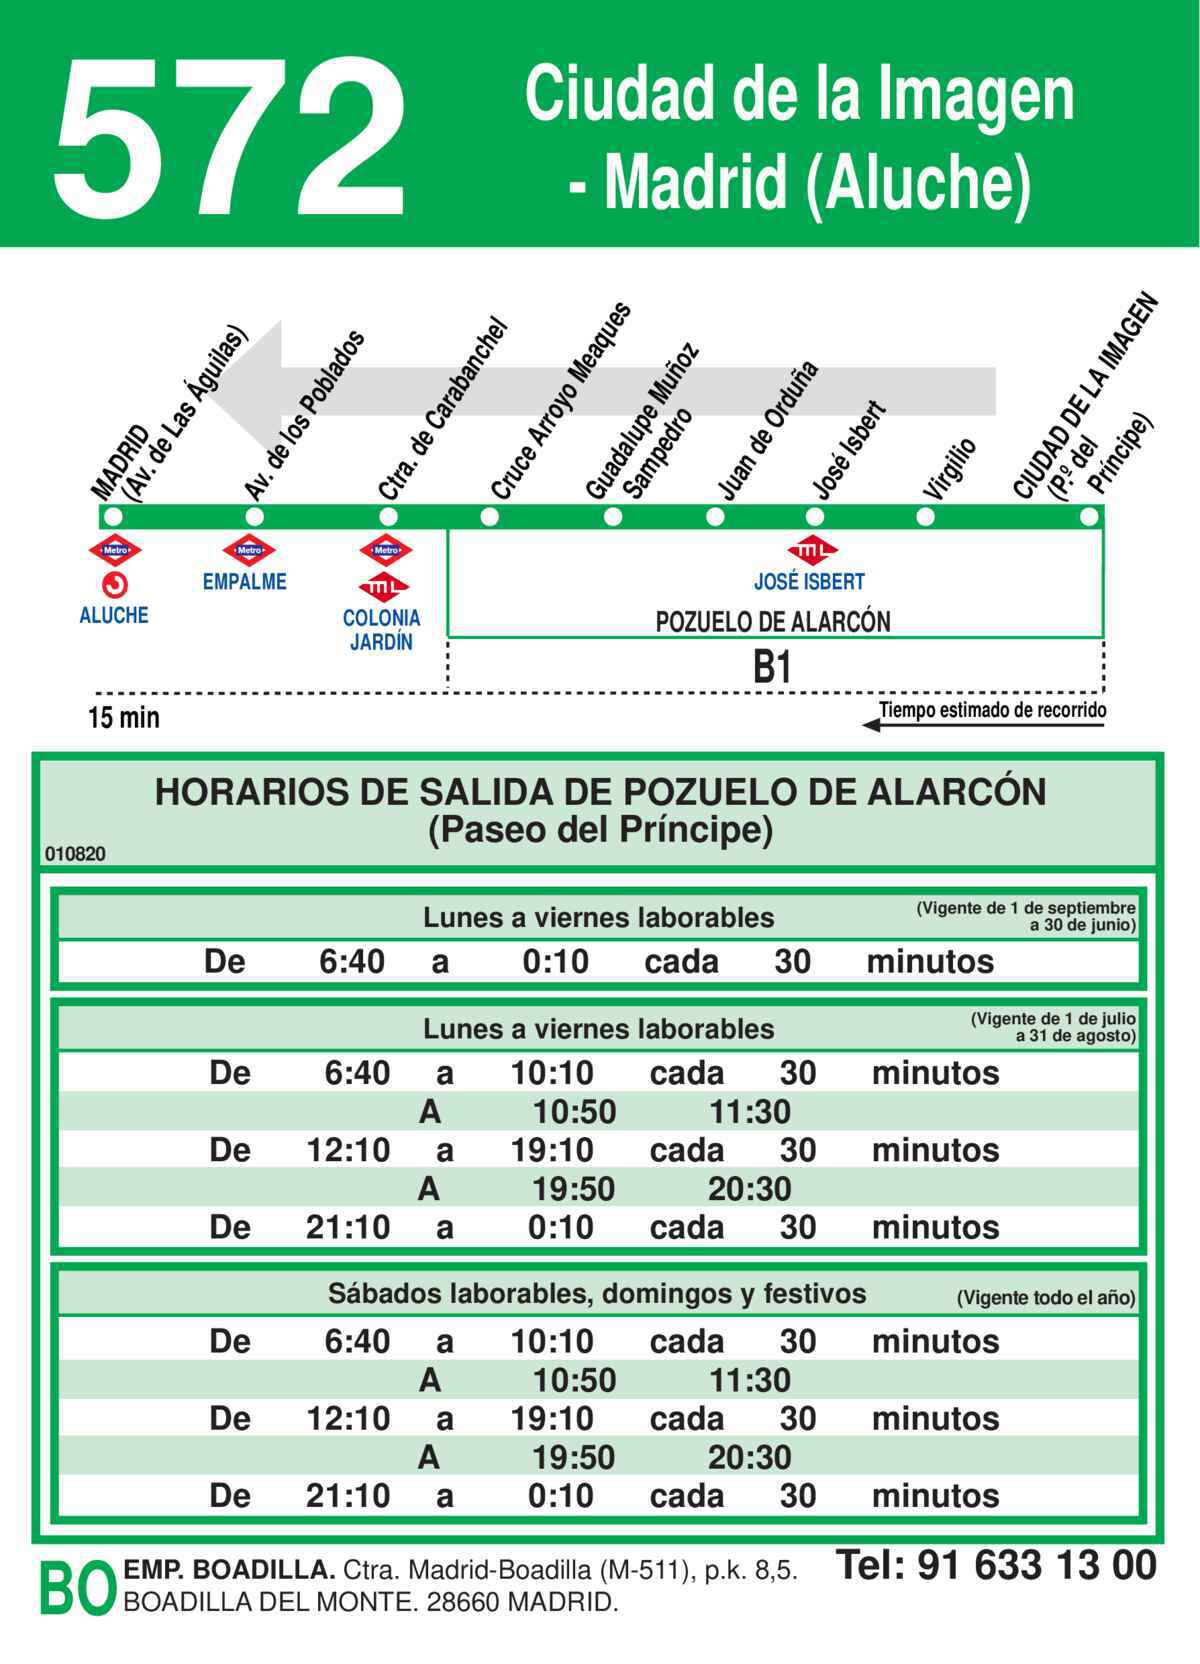 572
Ciudad de la Imagen
- Madrid (Aluche)
MADRID
(Av. de Las Águilas)
Av. de los Poblados
Ctra. de Carabanchel
Cruce Arroyo Meaques
Guadalupe Muñoz
Sampedro
Juan de Orduña
José Isbert
Virgilio
CIUDAD DE LA IMAGEN
(P.º del
Príncipe)
Metro
Metro
Metro
ML
ML
ALUCHE
EMPALME
COLONIA
JARDÍN
JOSÉ ISBERT
POZUELO DE ALARCÓN
B1
15 min
Tiempo estimado de recorrido
HORARIOS DE SALIDA DE POZUELO DE ALARCÓN
(Paseo del Príncipe)
010820
Lunes a viernes laborables
(Vigente de 1 de septiembre
a 30 de junio)
De 6:40 a 0:10 cada 30 minutos
Lunes a viernes laborables
(Vigente de 1 de julio
a 31 de agosto)
De 6:40 a 10:10 cada 30 minutos
A 10:50 11:30
De 12:10 a 19:10 cada 30 minutos
A 19:50 20:30
De 21:10 a 0:10 cada 30 minutos
Sábados laborables, domingos y festivos
(Vigente todo el año)
De 6:40 a 10:10 cada 30 minutos
A 10:50 11:30
De 12:10 a 19:10 cada 30 minutos
A 19:50 20:30
De 21:10 a 0:10 cada 30 minutos
BO
EMP. BOADILLA. Ctra. Madrid-Boadilla (M-511), p.k. 8,5.
BOADILLA DEL MONTE. 28660 MADRID.
Tel: 91 633 13 00